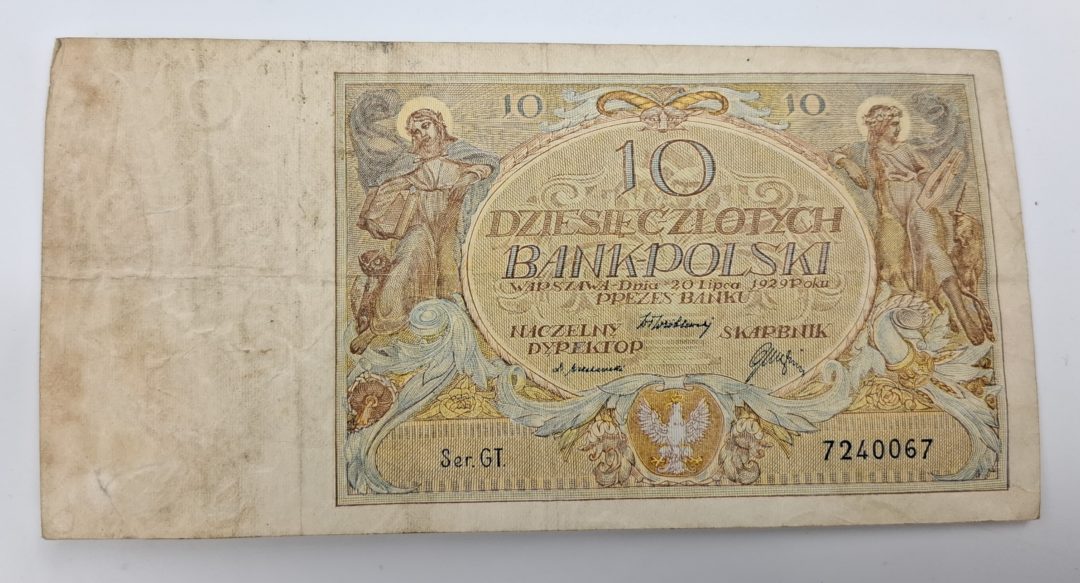 10 10.
10
DZIESIĘĆ ZŁOTYCH
BANK-POLSKI
WARSZAWA-Dnia 20 Lipca 1929 Roku
PREZES BANKU
NACZELNY SKARBNIK
DYREKTOR
Ser. GT. 7240067